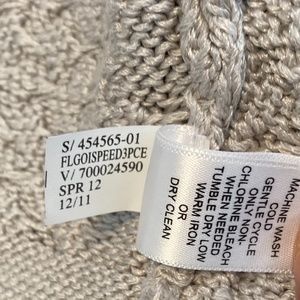 S/ 454565-01
FLGOISPEED3PCE
V/ 700024590
SPR 12
12/11
MACHINE WASH
GENTLE COLD
ONLY CYCLE
CHLORINE NON-
WHEN BLEACH
TUMBLE DRY LOW
WARM IRON
OR
DRY CLEAN